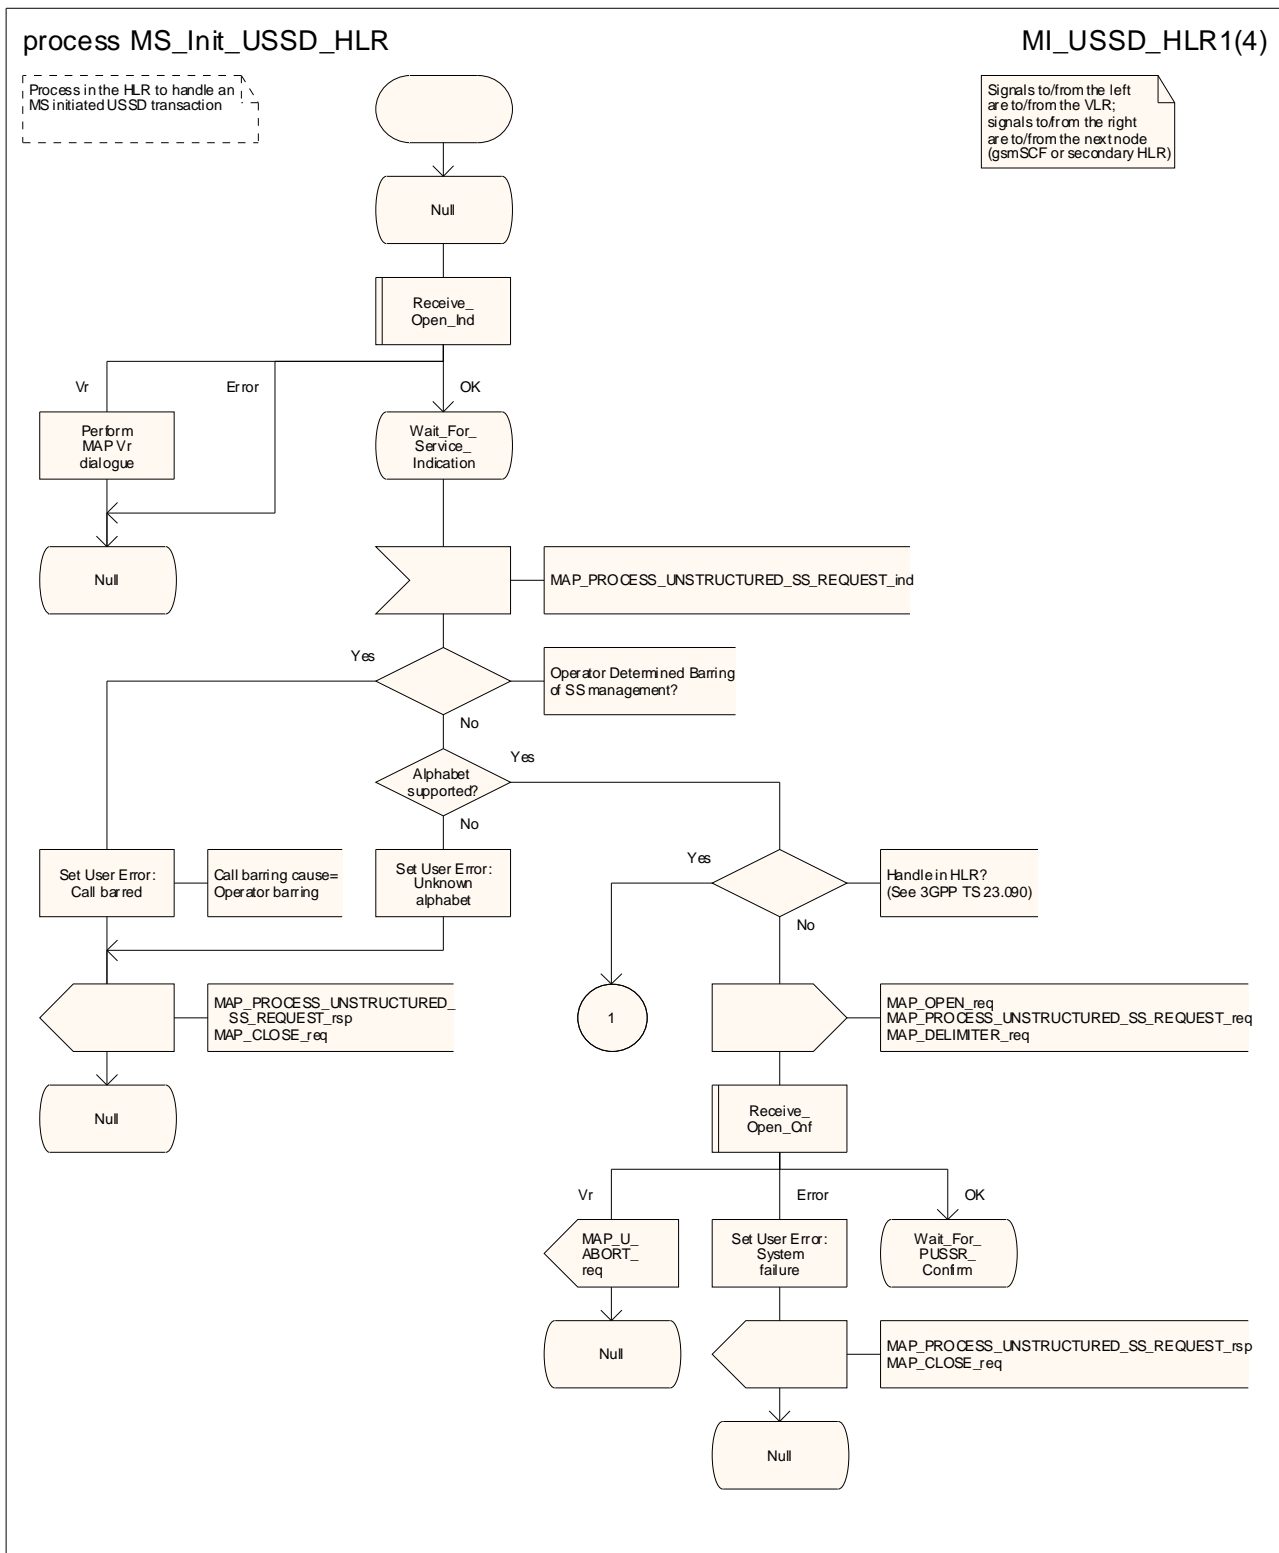 process MS_Init_USSD_HLR
MI_USSD_HLR1(4)
Process in the HLR to handle an
MS initiated USSD transaction
Signals to/from the left
are to/from the VLR;
signals to/from the right
are to/from the next node
(gsmSCF or secondary HLR)
Null
Receive_
Open_Ind
Vr
Error
OK
Perform
MAP Vr
dialogue
Wait_For_
Service_
Indication
Null
MAP_PROCESS_UNSTRUCTURED_SS_REQUEST_ind
Yes
Operator Determined Barring
of SS management?
No
Yes
Alphabet
supported?
No
Yes
Set User Error:
Call barred
Call barring cause=
Operator barring
Set User Error:
Unknown
alphabet
Handle in HLR?
(See 3GPP TS 23.090)
No
MAP_PROCESS_UNSTRUCTURED_
SS_REQUEST_rsp
MAP_CLOSE_req
1
MAP_OPEN_req
MAP_PROCESS_UNSTRUCTURED_SS_REQUEST_req
MAP_DELIMITER_req
Null
Receive_
Open_Cnf
Vr
Error
OK
MAP_U_
ABORT_
req
Set User Error:
System
failure
Wait_For_
PUSSR_
Confirm
Null
MAP_PROCESS_UNSTRUCTURED_SS_REQUEST_rsp
MAP_CLOSE_req
Null